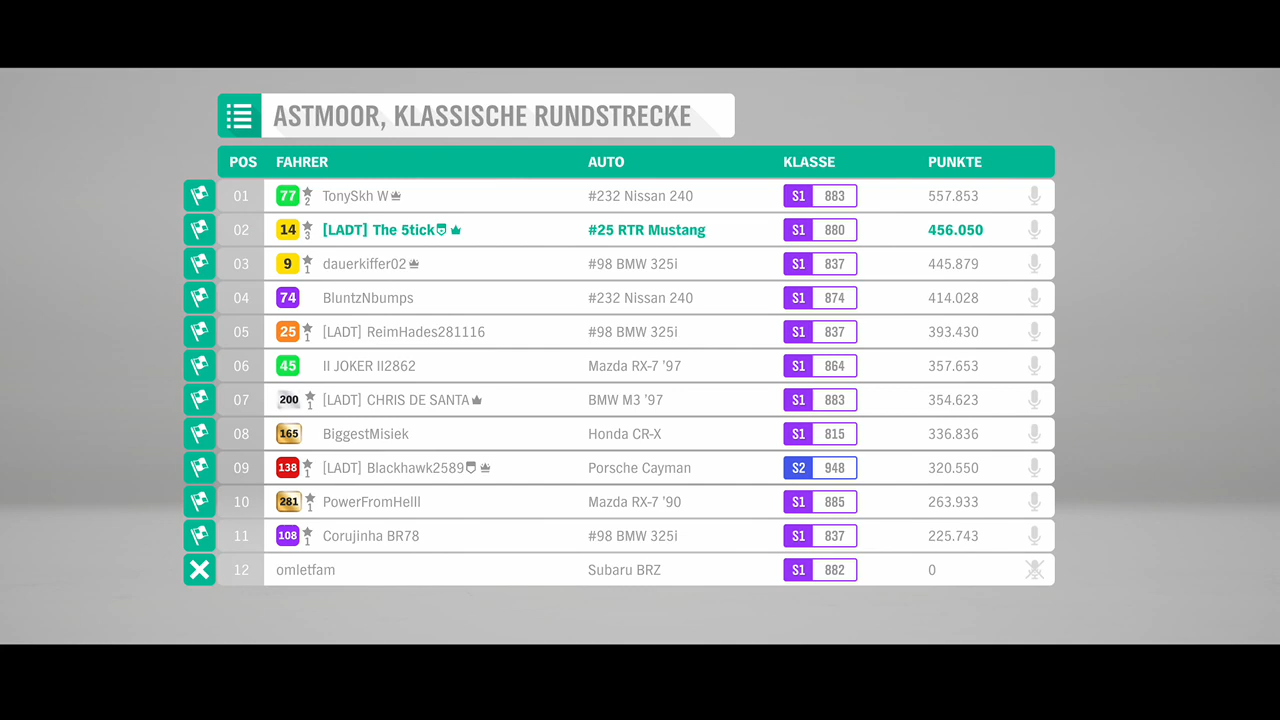 ASTMOOR, KLASSISCHE RUNDSTRECKE
POS FAHRER AUTO KLASSE PUNKTE
01 77 2 TonySkh W #232 Nissan 240 S1 883 557.853
02 14 3 [LADT] The 5tick #25 RTR Mustang S1 880 456.050
03 9 1 dauerkiffer02 #98 BMW 325i S1 837 445.879
04 74 BluntzNbumps #232 Nissan 240 S1 874 414.028
05 25 1 [LADT] ReimHades281116 #98 BMW 325i S1 837 393.430
06 45 II JOKER II2862 Mazda RX-7 '97 S1 864 357.653
07 200 1 [LADT] CHRIS DE SANTA BMW M3 '97 S1 883 354.623
08 165 BiggestMisiek Honda CR-X S1 815 336.836
09 138 1 [LADT] Blackhawk2589 Porsche Cayman S2 948 320.550
10 281 1 PowerFromHelll Mazda RX-7 '90 S1 885 263.933
11 108 1 Corujinha BR78 #98 BMW 325i S1 837 225.743
12 omletfam Subaru BRZ S1 882 0